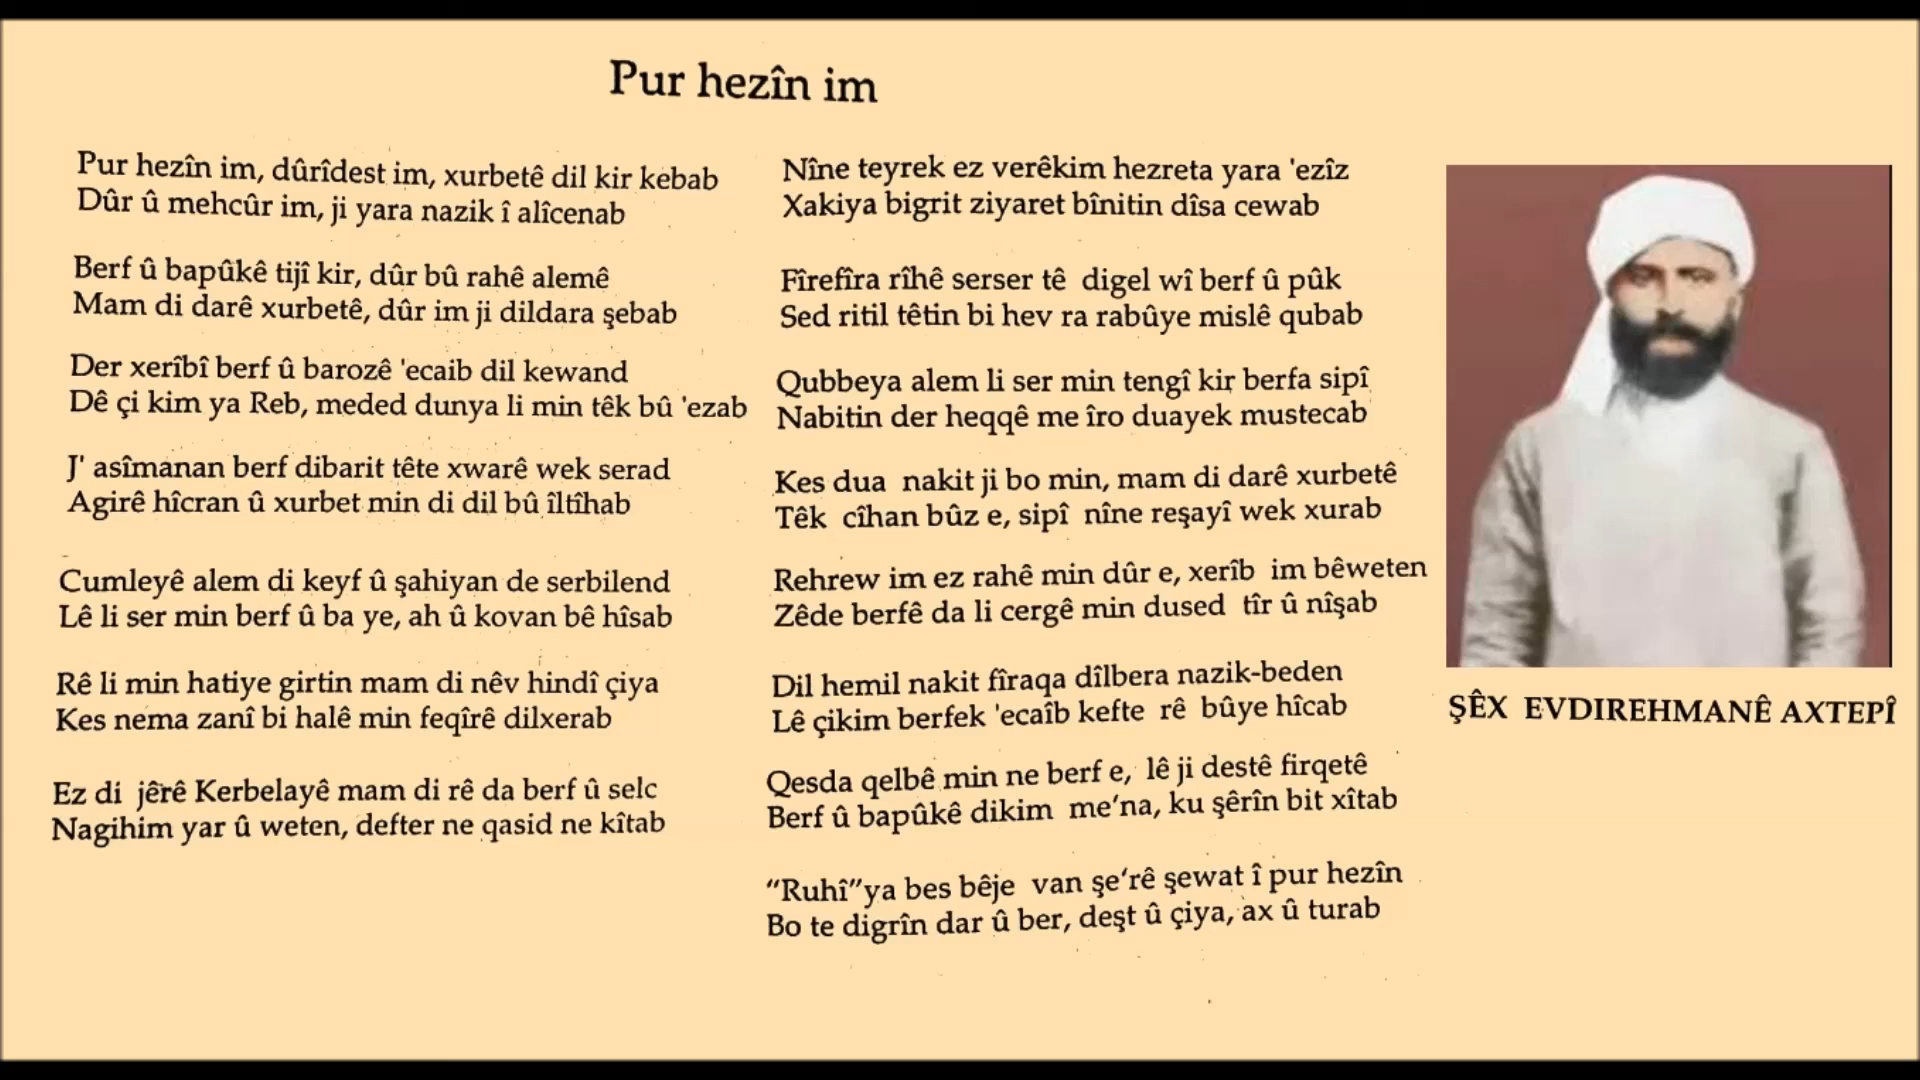 Pur hezîn im
Pur hezîn im, dûrîdest im, xurbetê dil kir kebab
Dûr û mehcûr im, ji yara nazik î alîcenab
Berf û bapûkê tijî kir, dûr bû rahê alemê
Mam di darê xurbetê, dûr im ji dildara şebab
Der xerîbî berf û barozê 'ecaib dil kewand
Dê çi kim ya Reb, meded dunya li min têk bû 'ezab
J' asîmanan berf dibarit tête xwarê wek serad
Agirê hîcran û xurbet min di dil bû îltîhab
Cumleyê alem di keyf û şahiyan de serbilend
Lê li ser min berf û ba ye, ah û kovan bê hîsab
Rê li min hatiye girtin mam di nêv hindî çiya
Kes nema zanî bi halê min feqîrê dilxerab
Ez di jêrê Kerbelayê mam di rê da berf û selc
Nagihim yar û weten, defter ne qasid ne kîtab
Nîne teyrek ez verêkim hezreta yara 'ezîz
Xakiya bigrit ziyaret bînitin dîsa cewab
Fîrefîra rîhê serser tê digel wî berf û pûk
Sed ritil têtin bi hev ra rabûye mislê qubab
Qubbeya alem li ser min tengî kir berfa sipî
Nabitin der heqqê me îro duayek mustecab
Kes dua nakit ji bo min, mam di darê xurbetê
Têk cîhan bûz e, sipî nîne reşayî wek xurab
Rehrew im ez rahê min dûr e, xerîb im bêweten
Zêde berfê da li cergê min dused tîr û nîşab
Dil hemil nakit fîraqa dîlbera nazik-beden
Lê çikim berfek 'ecaîb kefte rê bûye hîcab
Qesda qelbê min ne berf e, lê ji destê firqetê
Berf û bapûkê dikim me‘na, ku şêrîn bit xîtab
“Ruhî”ya bes bêje van şe‘rê şewat î pur hezîn
Bo te digrîn dar û ber, deşt û çiya, ax û turab
ŞÊX EVDIREHMANÊ AXTEPÎ